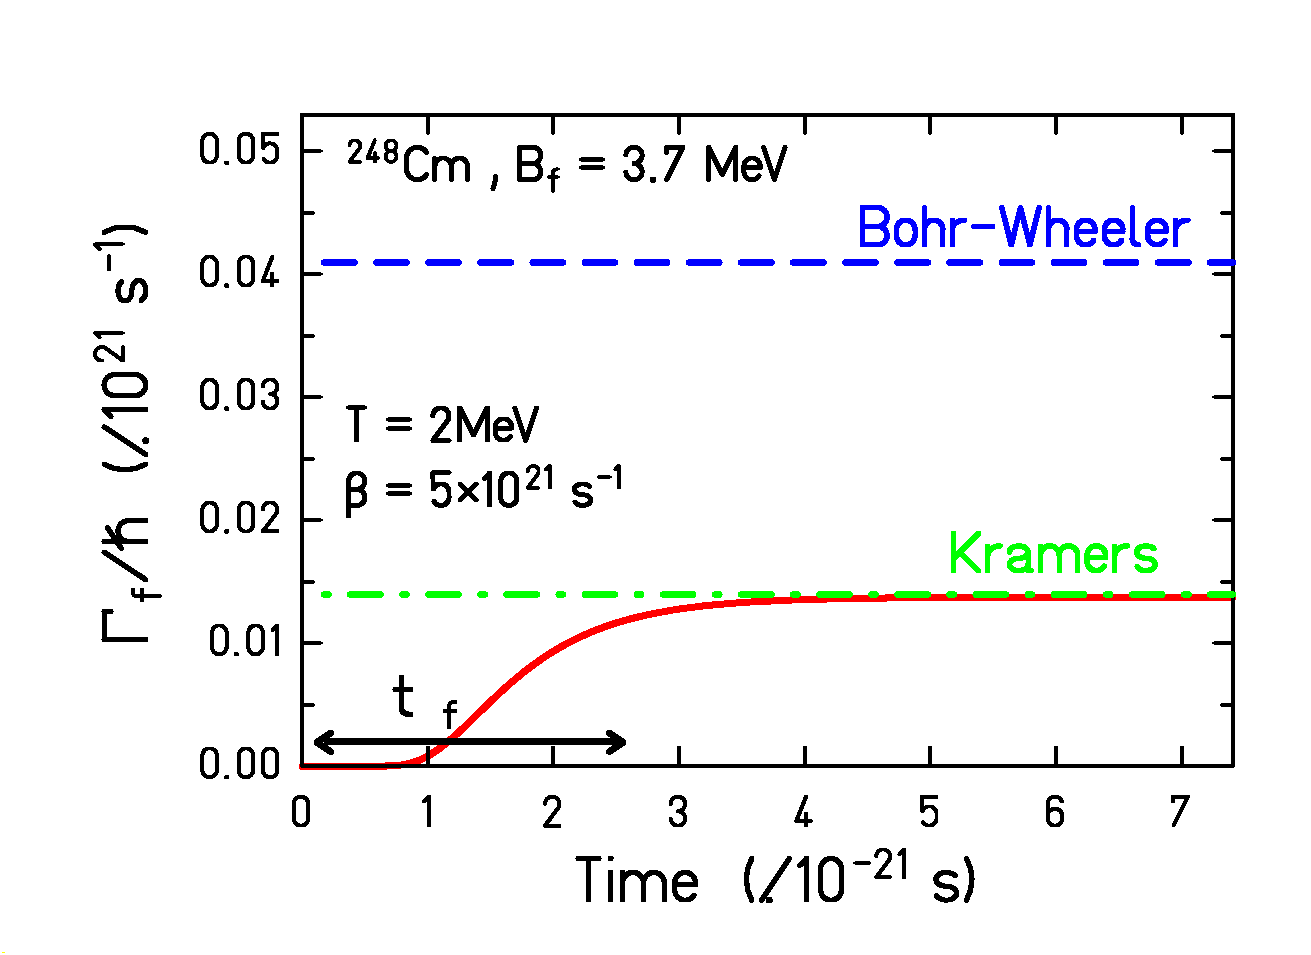 ²⁴⁸Cm , B_f = 3.7 MeV
Bohr-Wheeler
T = 2MeV
β = 5×10²¹ s⁻¹
Kramers
t_f
Γ_f/ħ (⁒10²¹ s⁻¹)
0.05
0.04
0.03
0.02
0.01
0.00
0 1 2 3 4 5 6 7
Time (⁒10⁻²¹ s)